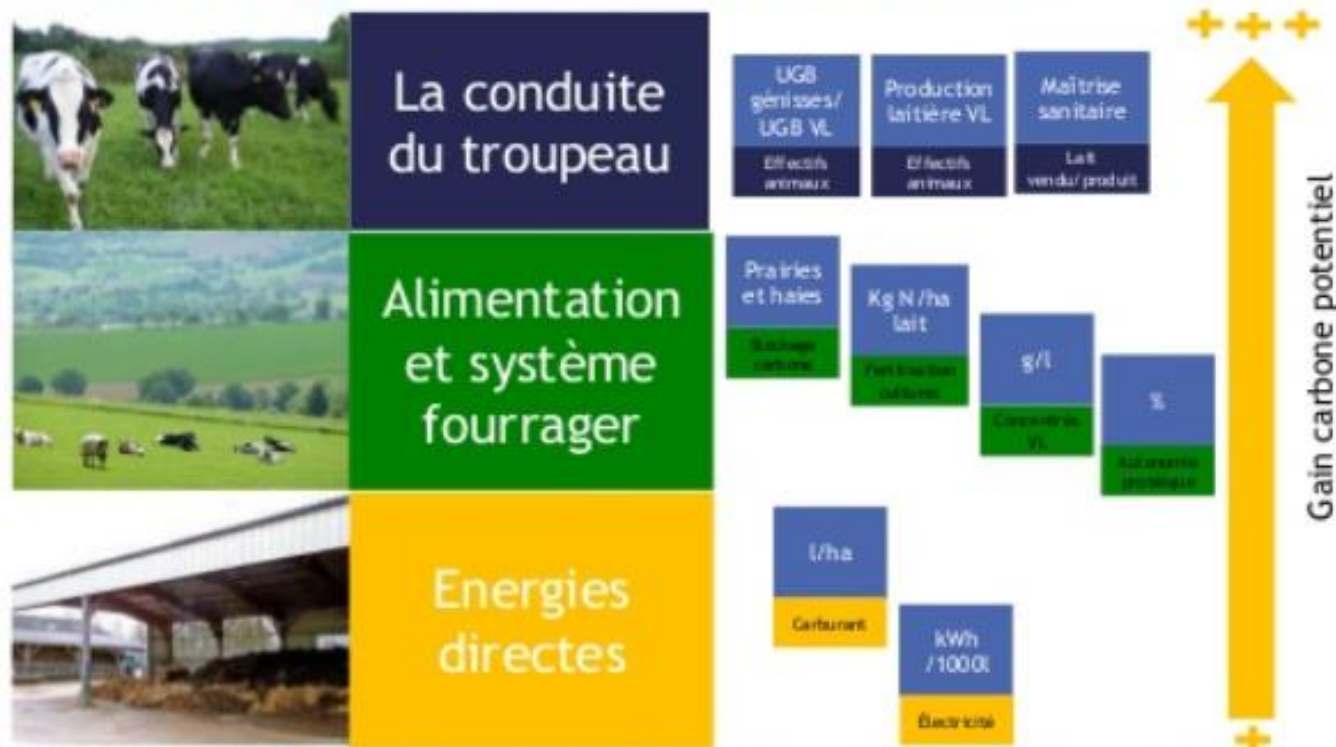 + + +
La conduite
du troupeau
UGB
génisses/
UGB VL
Effectifs
animaux
Production
laitière VL
Effectifs
animaux
Maîtrise
sanitaire
Lait
vendu/produit
Alimentation
et système
fourrager
Prairies
et haies
Stockage
carbone
Kg N/ha
lait
Fertilisation
cultures
g/l
Concentrés
VL
%
Autonomie
protéique
Energies
directes
l/ha
Carburant
kWh
/1000l
Électricité
Gain carbone potentiel
+